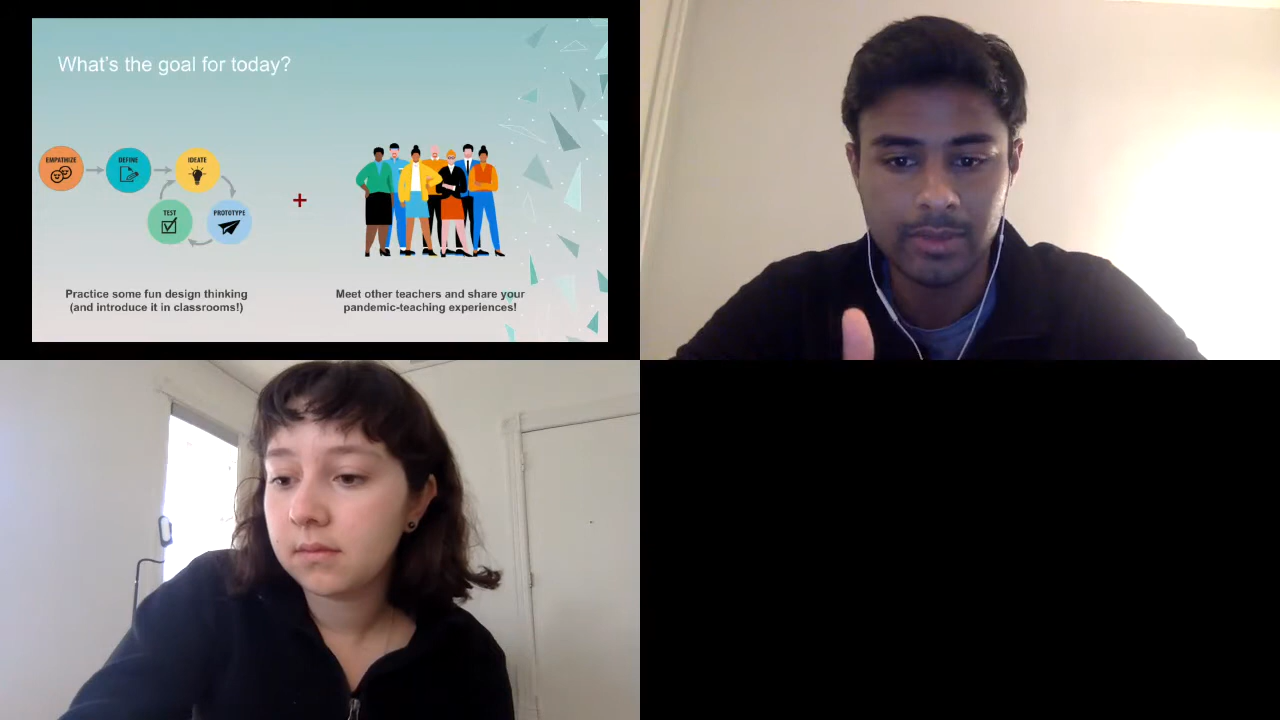 What's the goal for today?
EMPATHIZE
DEFINE
IDEATE
TEST
PROTOTYPE
+
Practice some fun design thinking
(and introduce it in classrooms!)
Meet other teachers and share your
pandemic-teaching experiences!